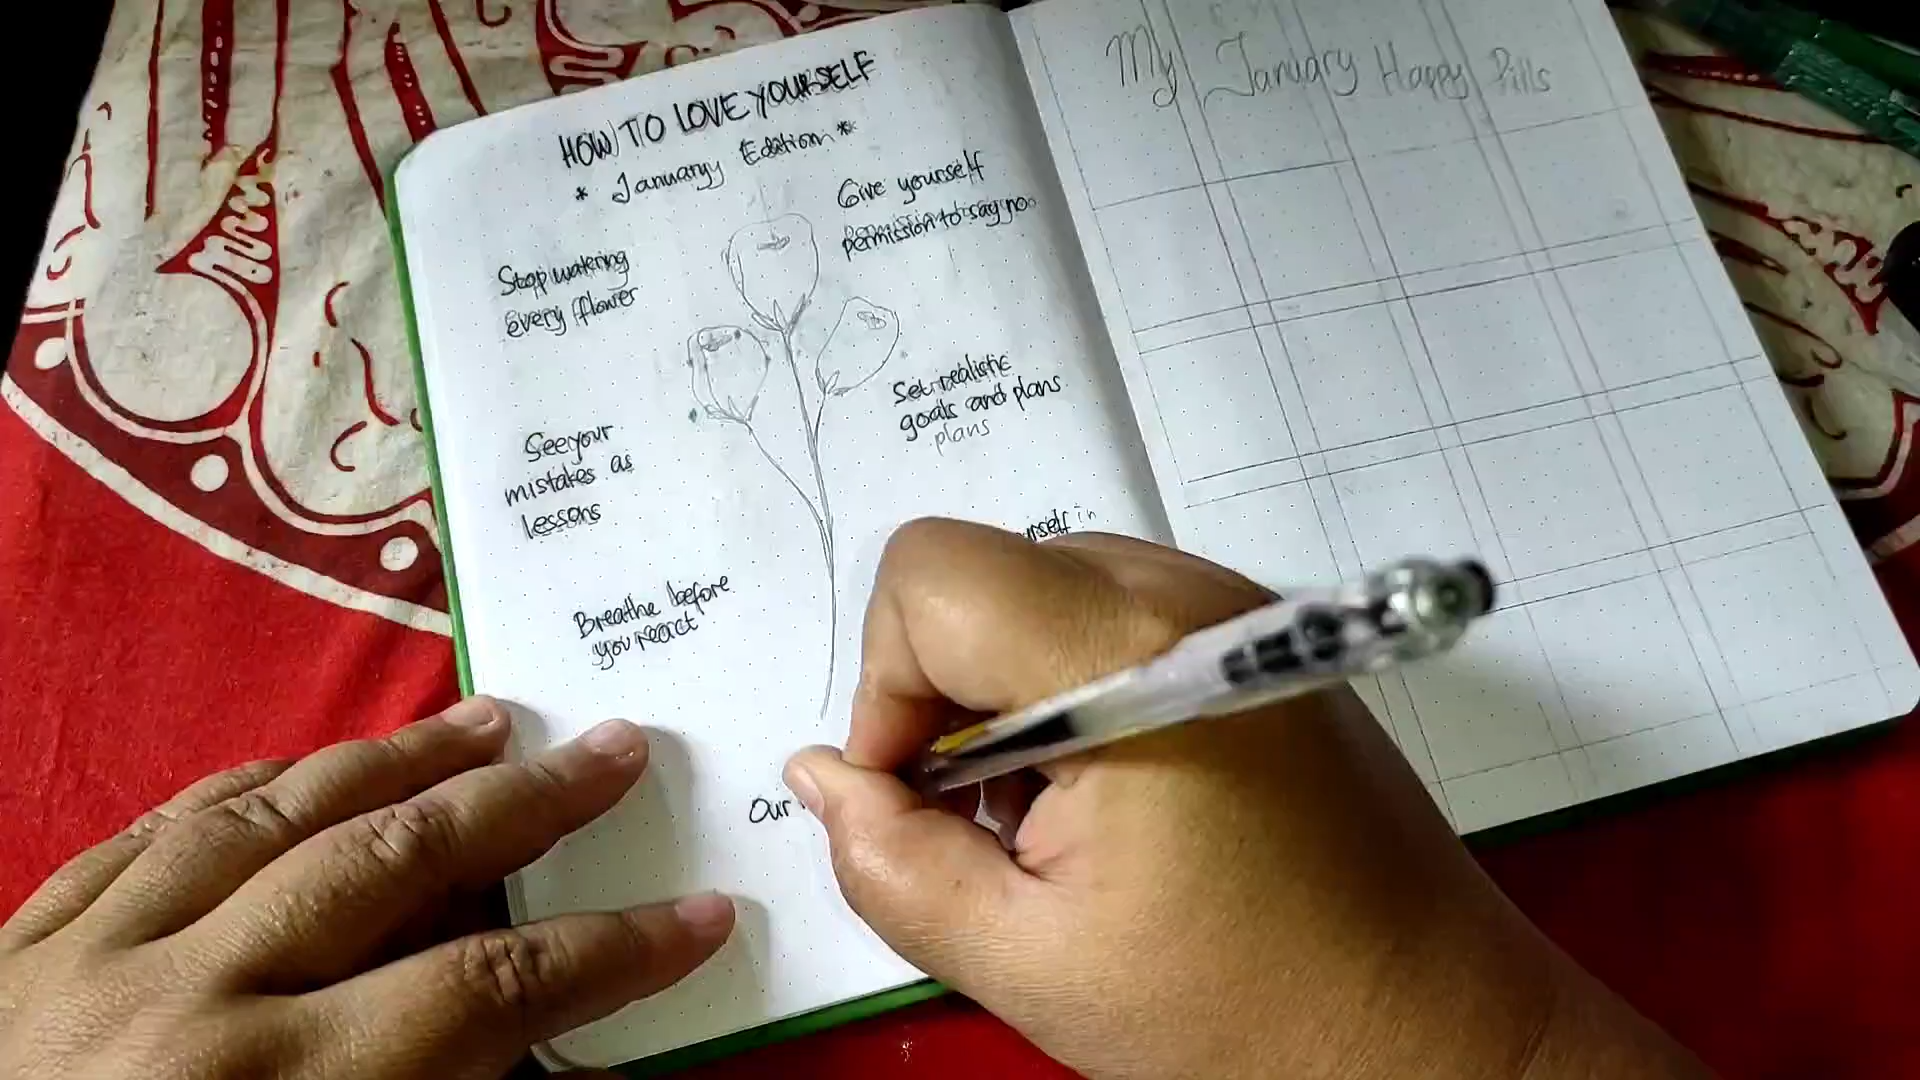 HOW TO LOVE YOURSELF
* January Edition *
Give yourself
permission to say no
Stop watering
every flower
Set realistic
goals and plans
plans
See your
mistakes as
lessons
in
Breathe before
you react
Our
My January Happy Pills